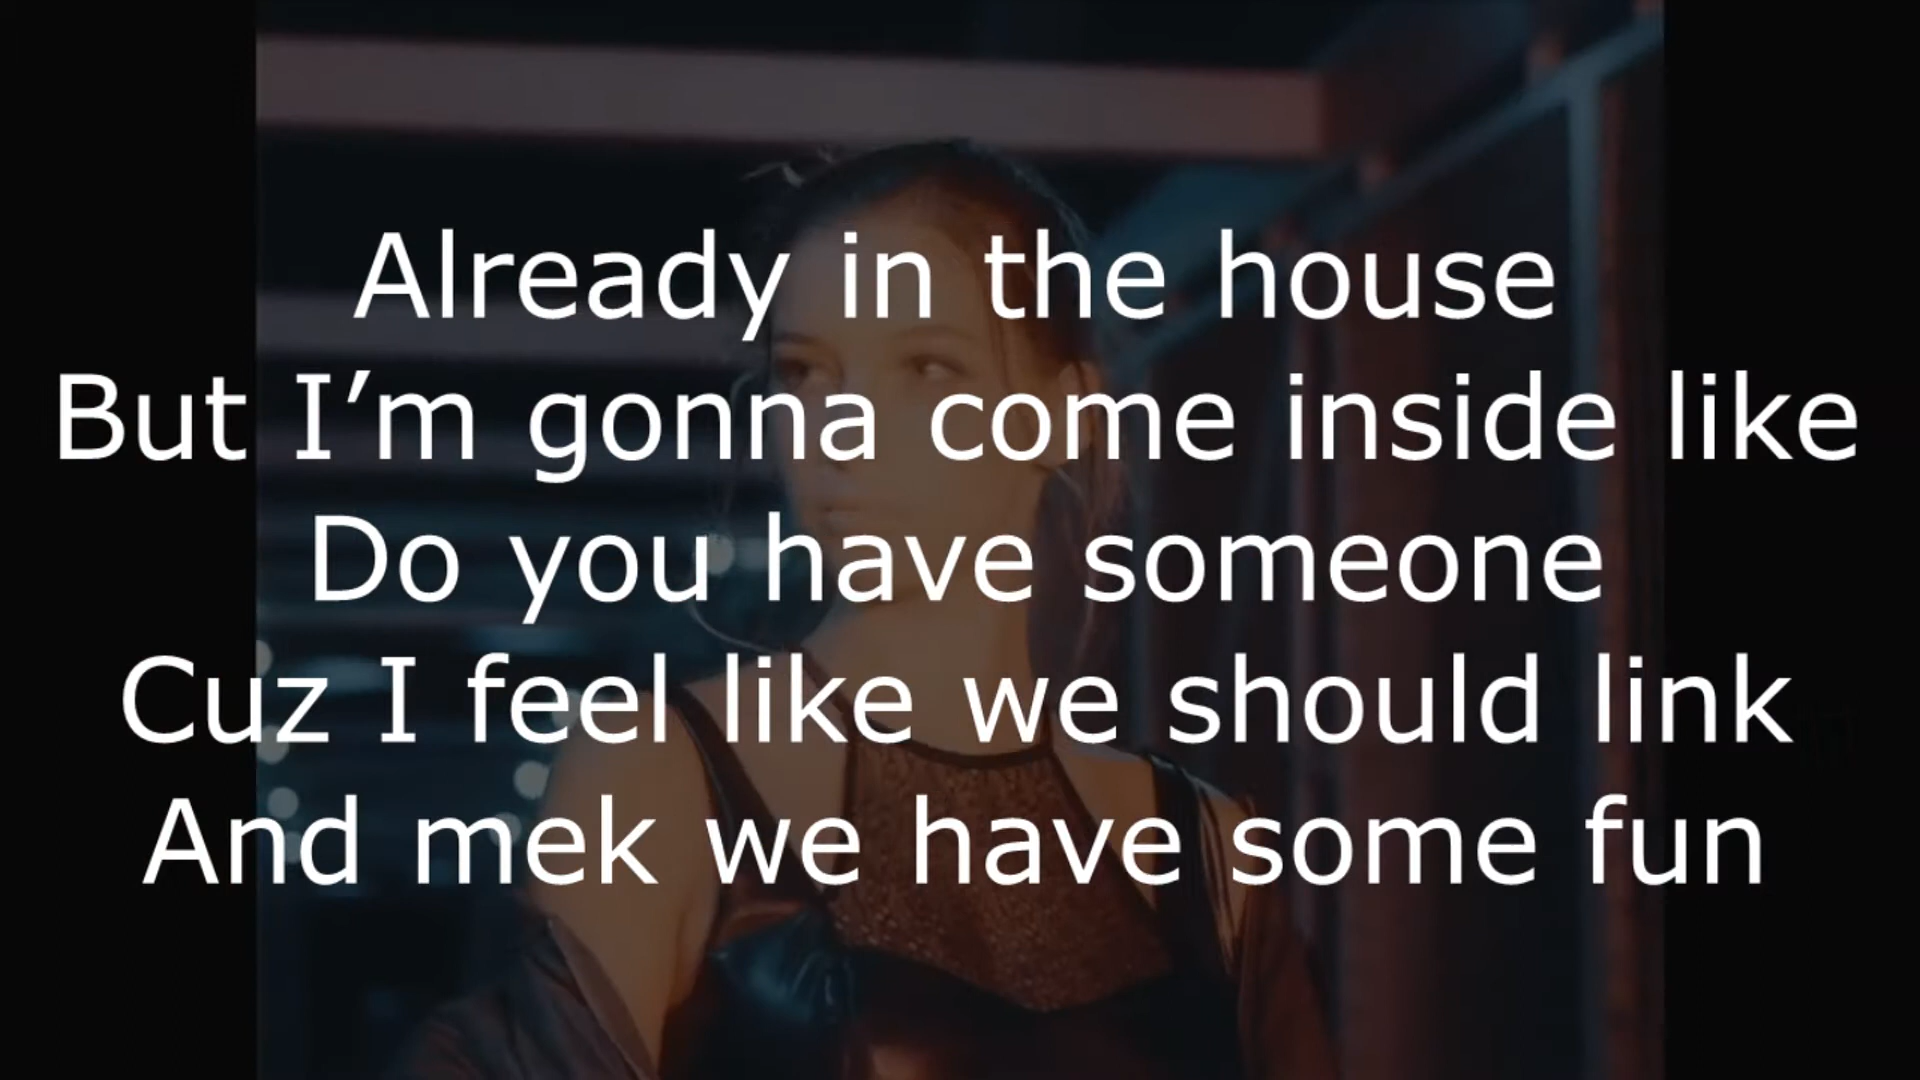 Already in the house
But I’m gonna come inside like
Do you have someone
Cuz I feel like we should link
And mek we have some fun